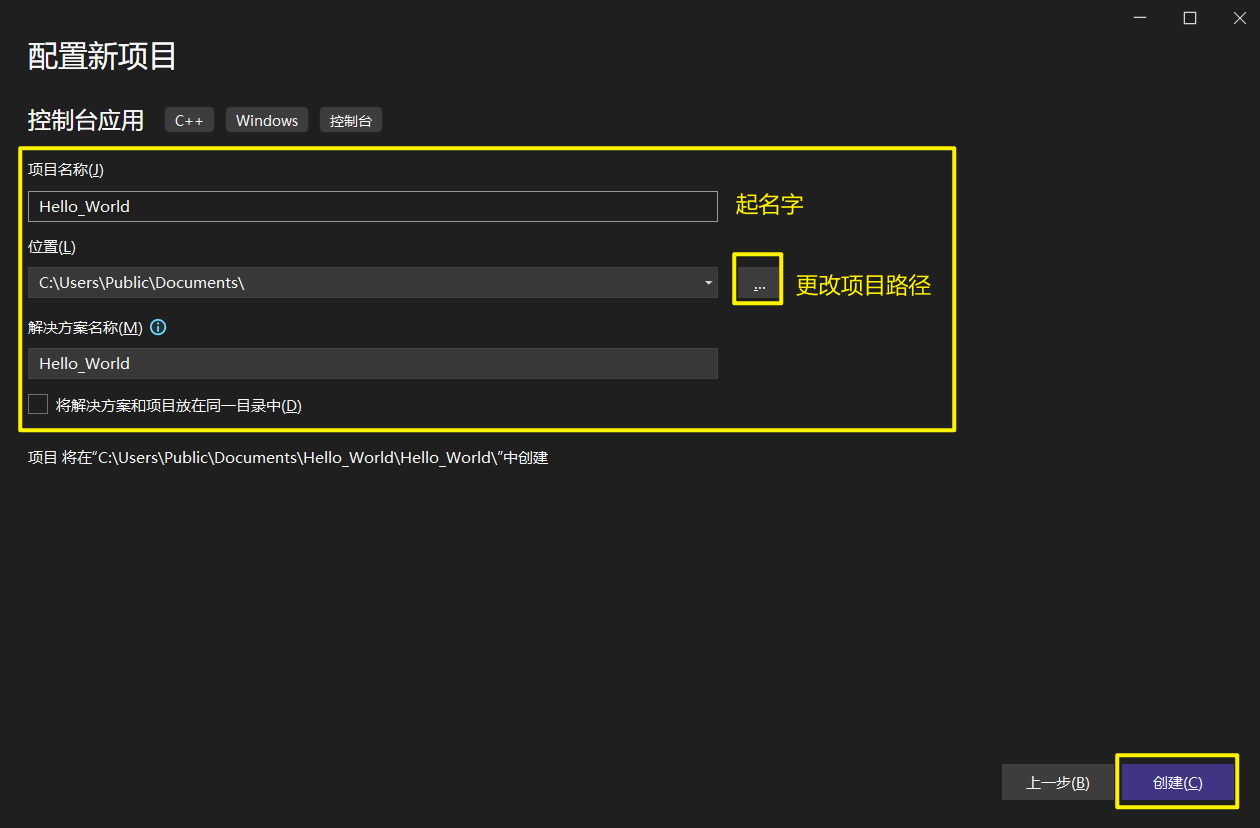 配置新项目
控制台应用 C++ Windows 控制台
项目名称(J)
Hello_World 起名字
位置(L)
C:\Users\Public\Documents\ ... 更改项目路径
解决方案名称(M)
Hello_World
将解决方案和项目放在同一目录中(D)
项目 将在“C:\Users\Public\Documents\Hello_World\Hello_World\”中创建
上一步(B) 创建(C)